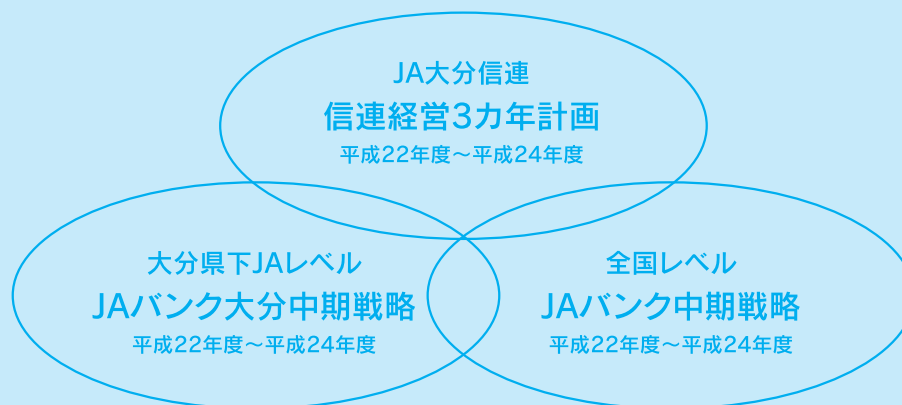 JA大分信連
信連経営3カ年計画
平成22年度～平成24年度
大分県下JAレベル
JAバンク大分中期戦略
平成22年度～平成24年度
全国レベル
JAバンク中期戦略
平成22年度～平成24年度